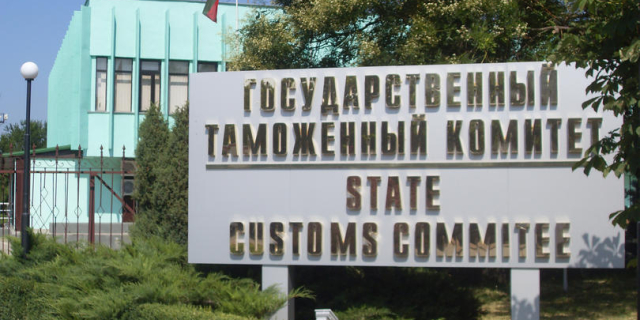 ГОСУДАРСТВЕННЫЙ
ТАМОЖЕННЫЙ КОМИТЕТ
STATE
CUSTOMS COMMITEE